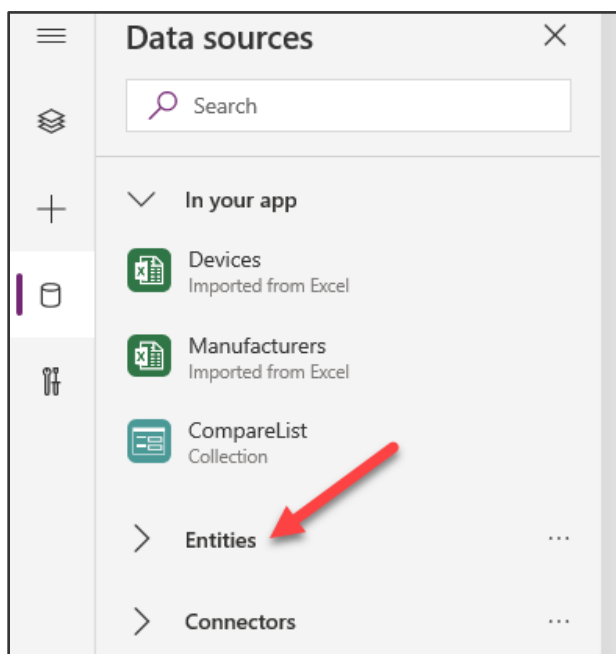 Data sources
Search
In your app
Devices
Imported from Excel
Manufacturers
Imported from Excel
CompareList
Collection
Entities
Connectors